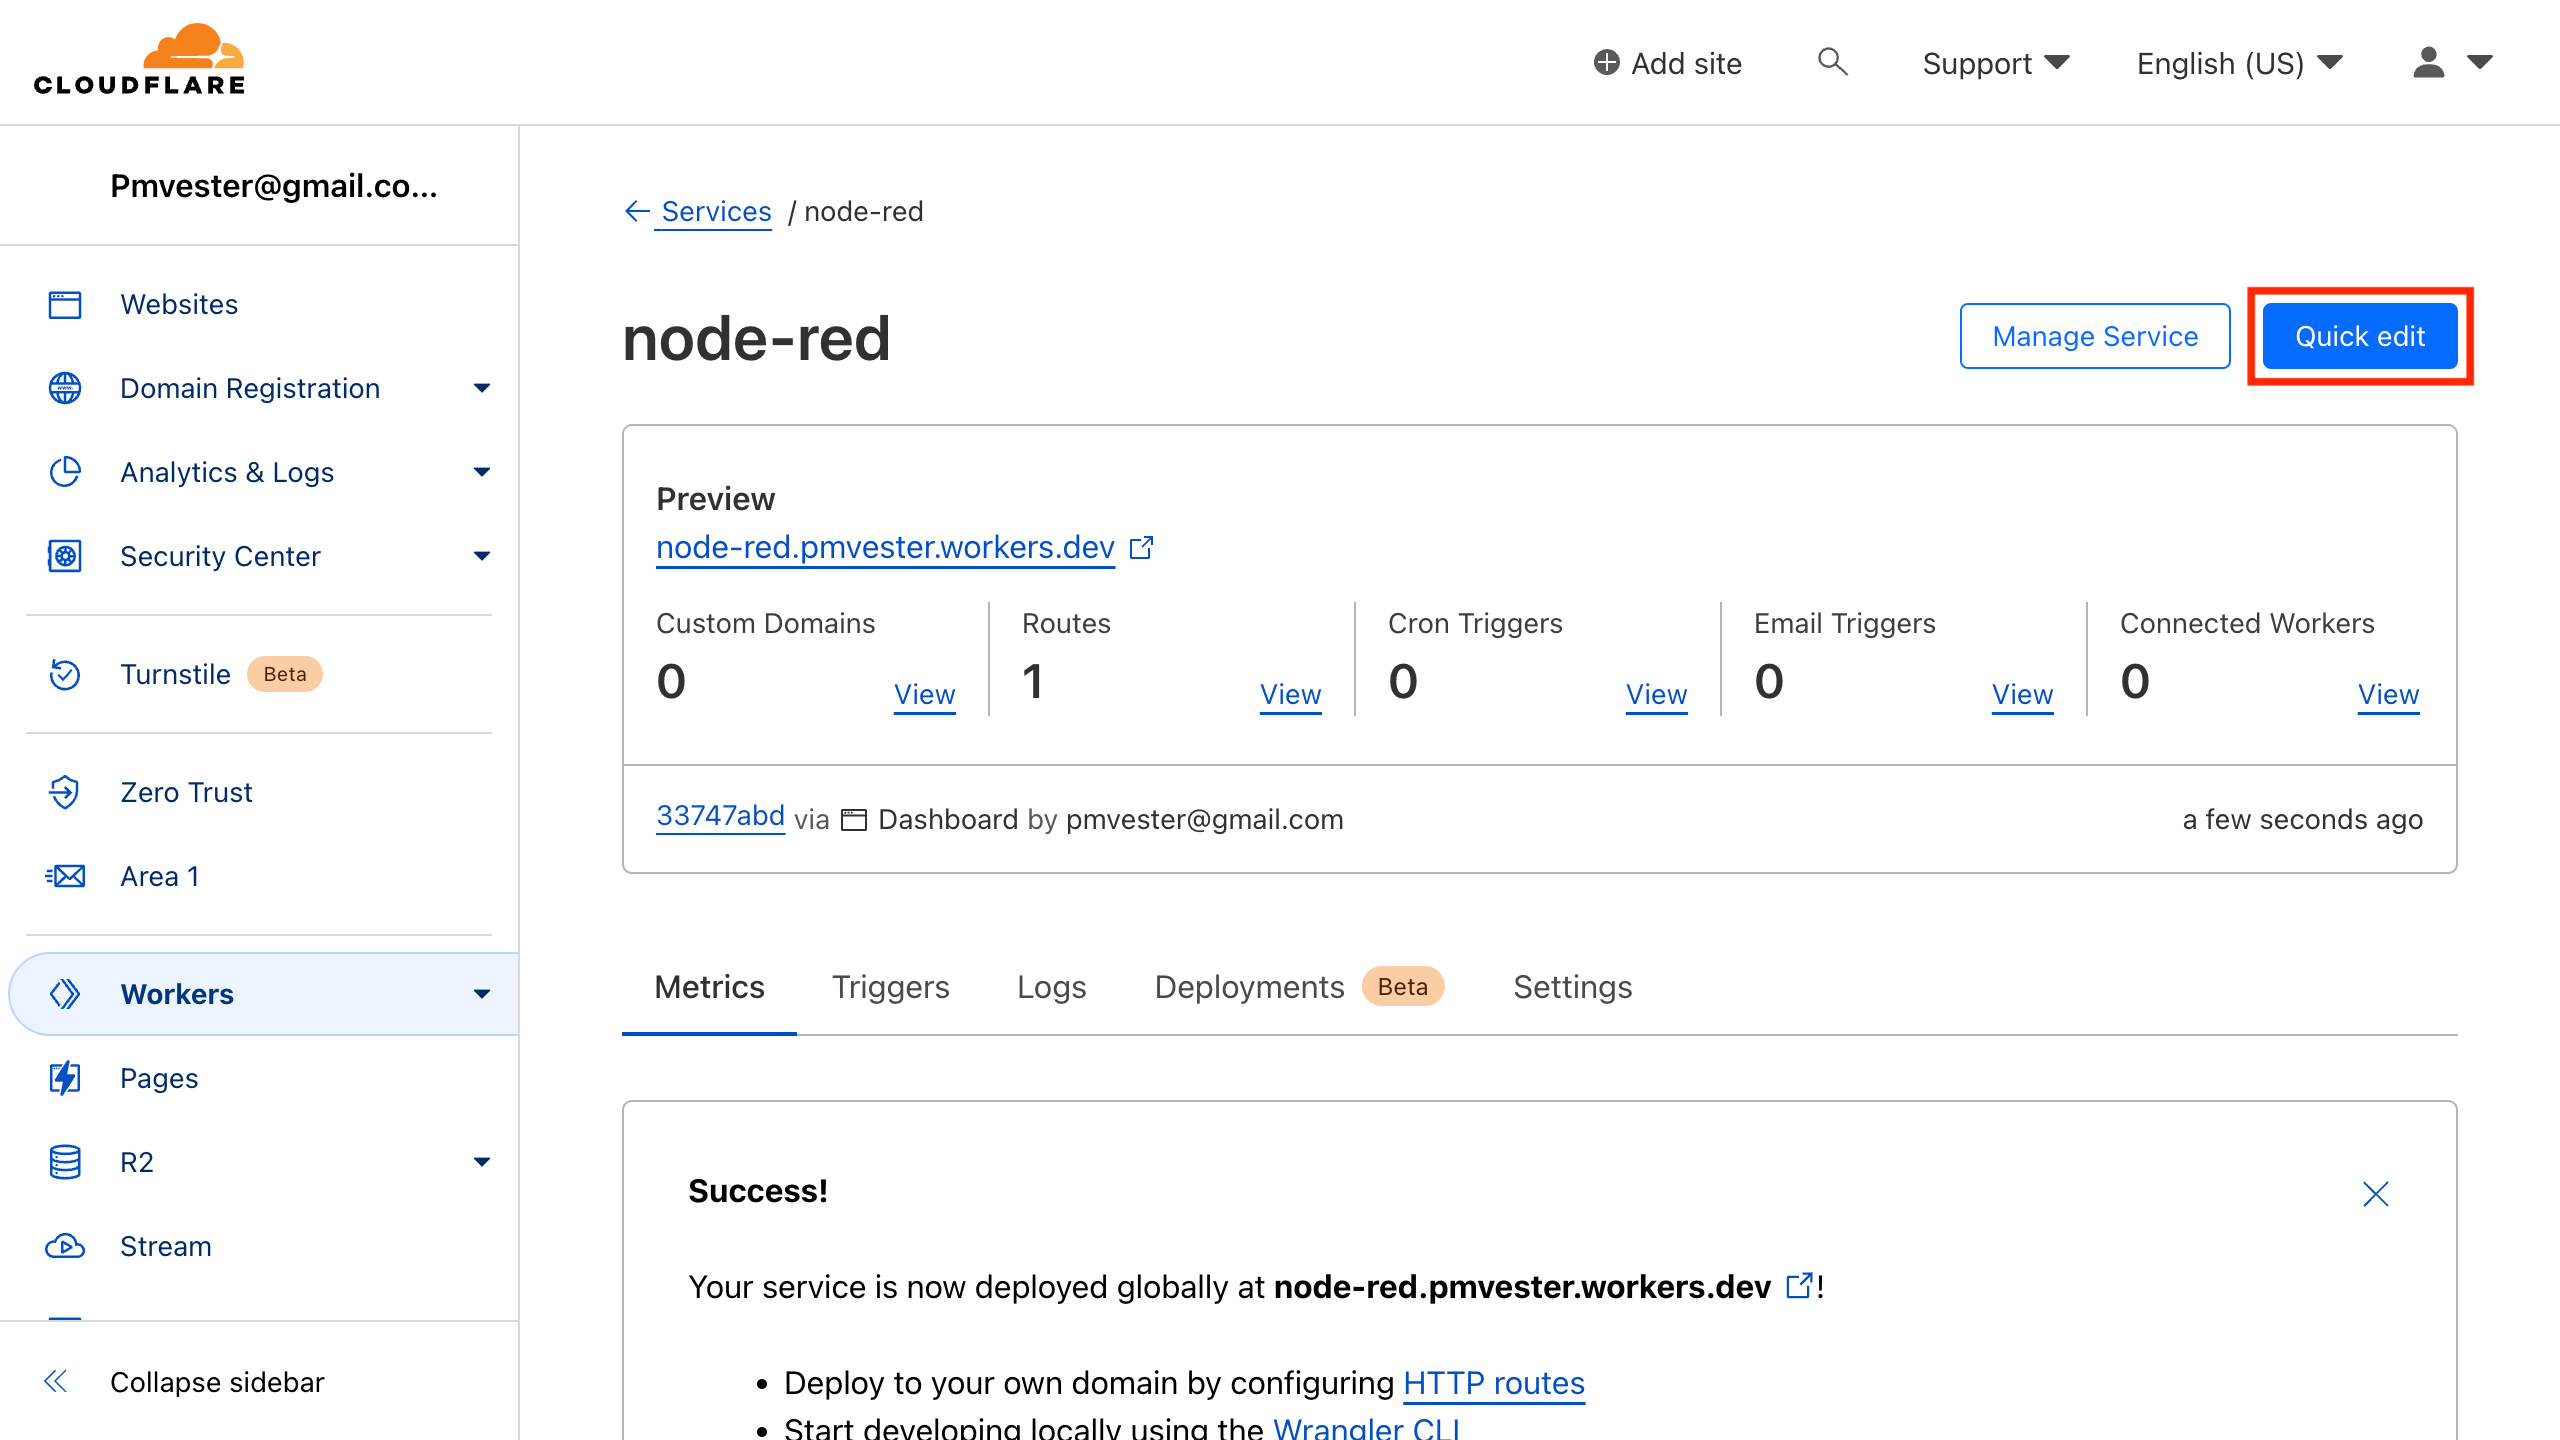 CLOUDFLARE
Add site
Support
English (US)
Pmvester@gmail.co...
Websites
Domain Registration
Analytics & Logs
Security Center
Turnstile Beta
Zero Trust
Area 1
Workers
Pages
R2
Stream
Collapse sidebar
Services / node-red
node-red
Manage Service
Quick edit
Preview
node-red.pmvester.workers.dev
Custom Domains
0
View
Routes
1
View
Cron Triggers
0
View
Email Triggers
0
View
Connected Workers
0
View
33747abd via Dashboard by pmvester@gmail.com
a few seconds ago
Metrics Triggers Logs Deployments Beta Settings
Success!
Your service is now deployed globally at node-red.pmvester.workers.dev !
• Deploy to your own domain by configuring HTTP routes
• Start developing locally using the Wrangler CLI